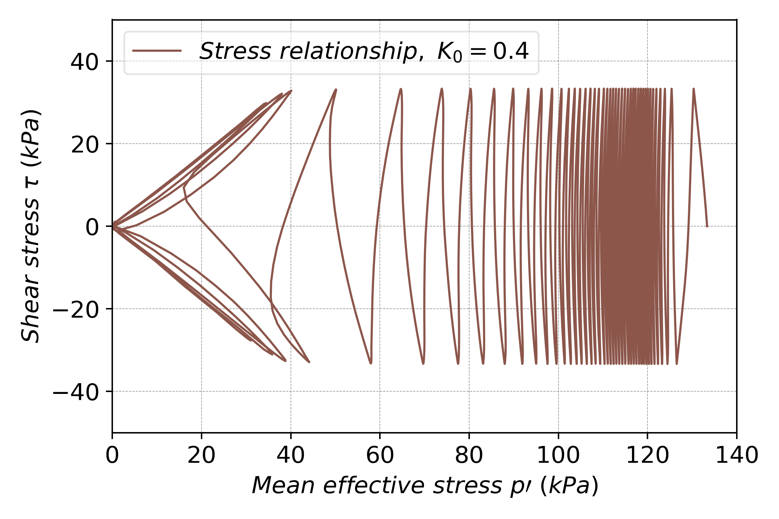 Stress relationship, K₀ = 0.4
Shear stress τ (kPa)
40
20
0
−20
−40
0 20 40 60 80 100 120 140
Mean effective stress p′ (kPa)